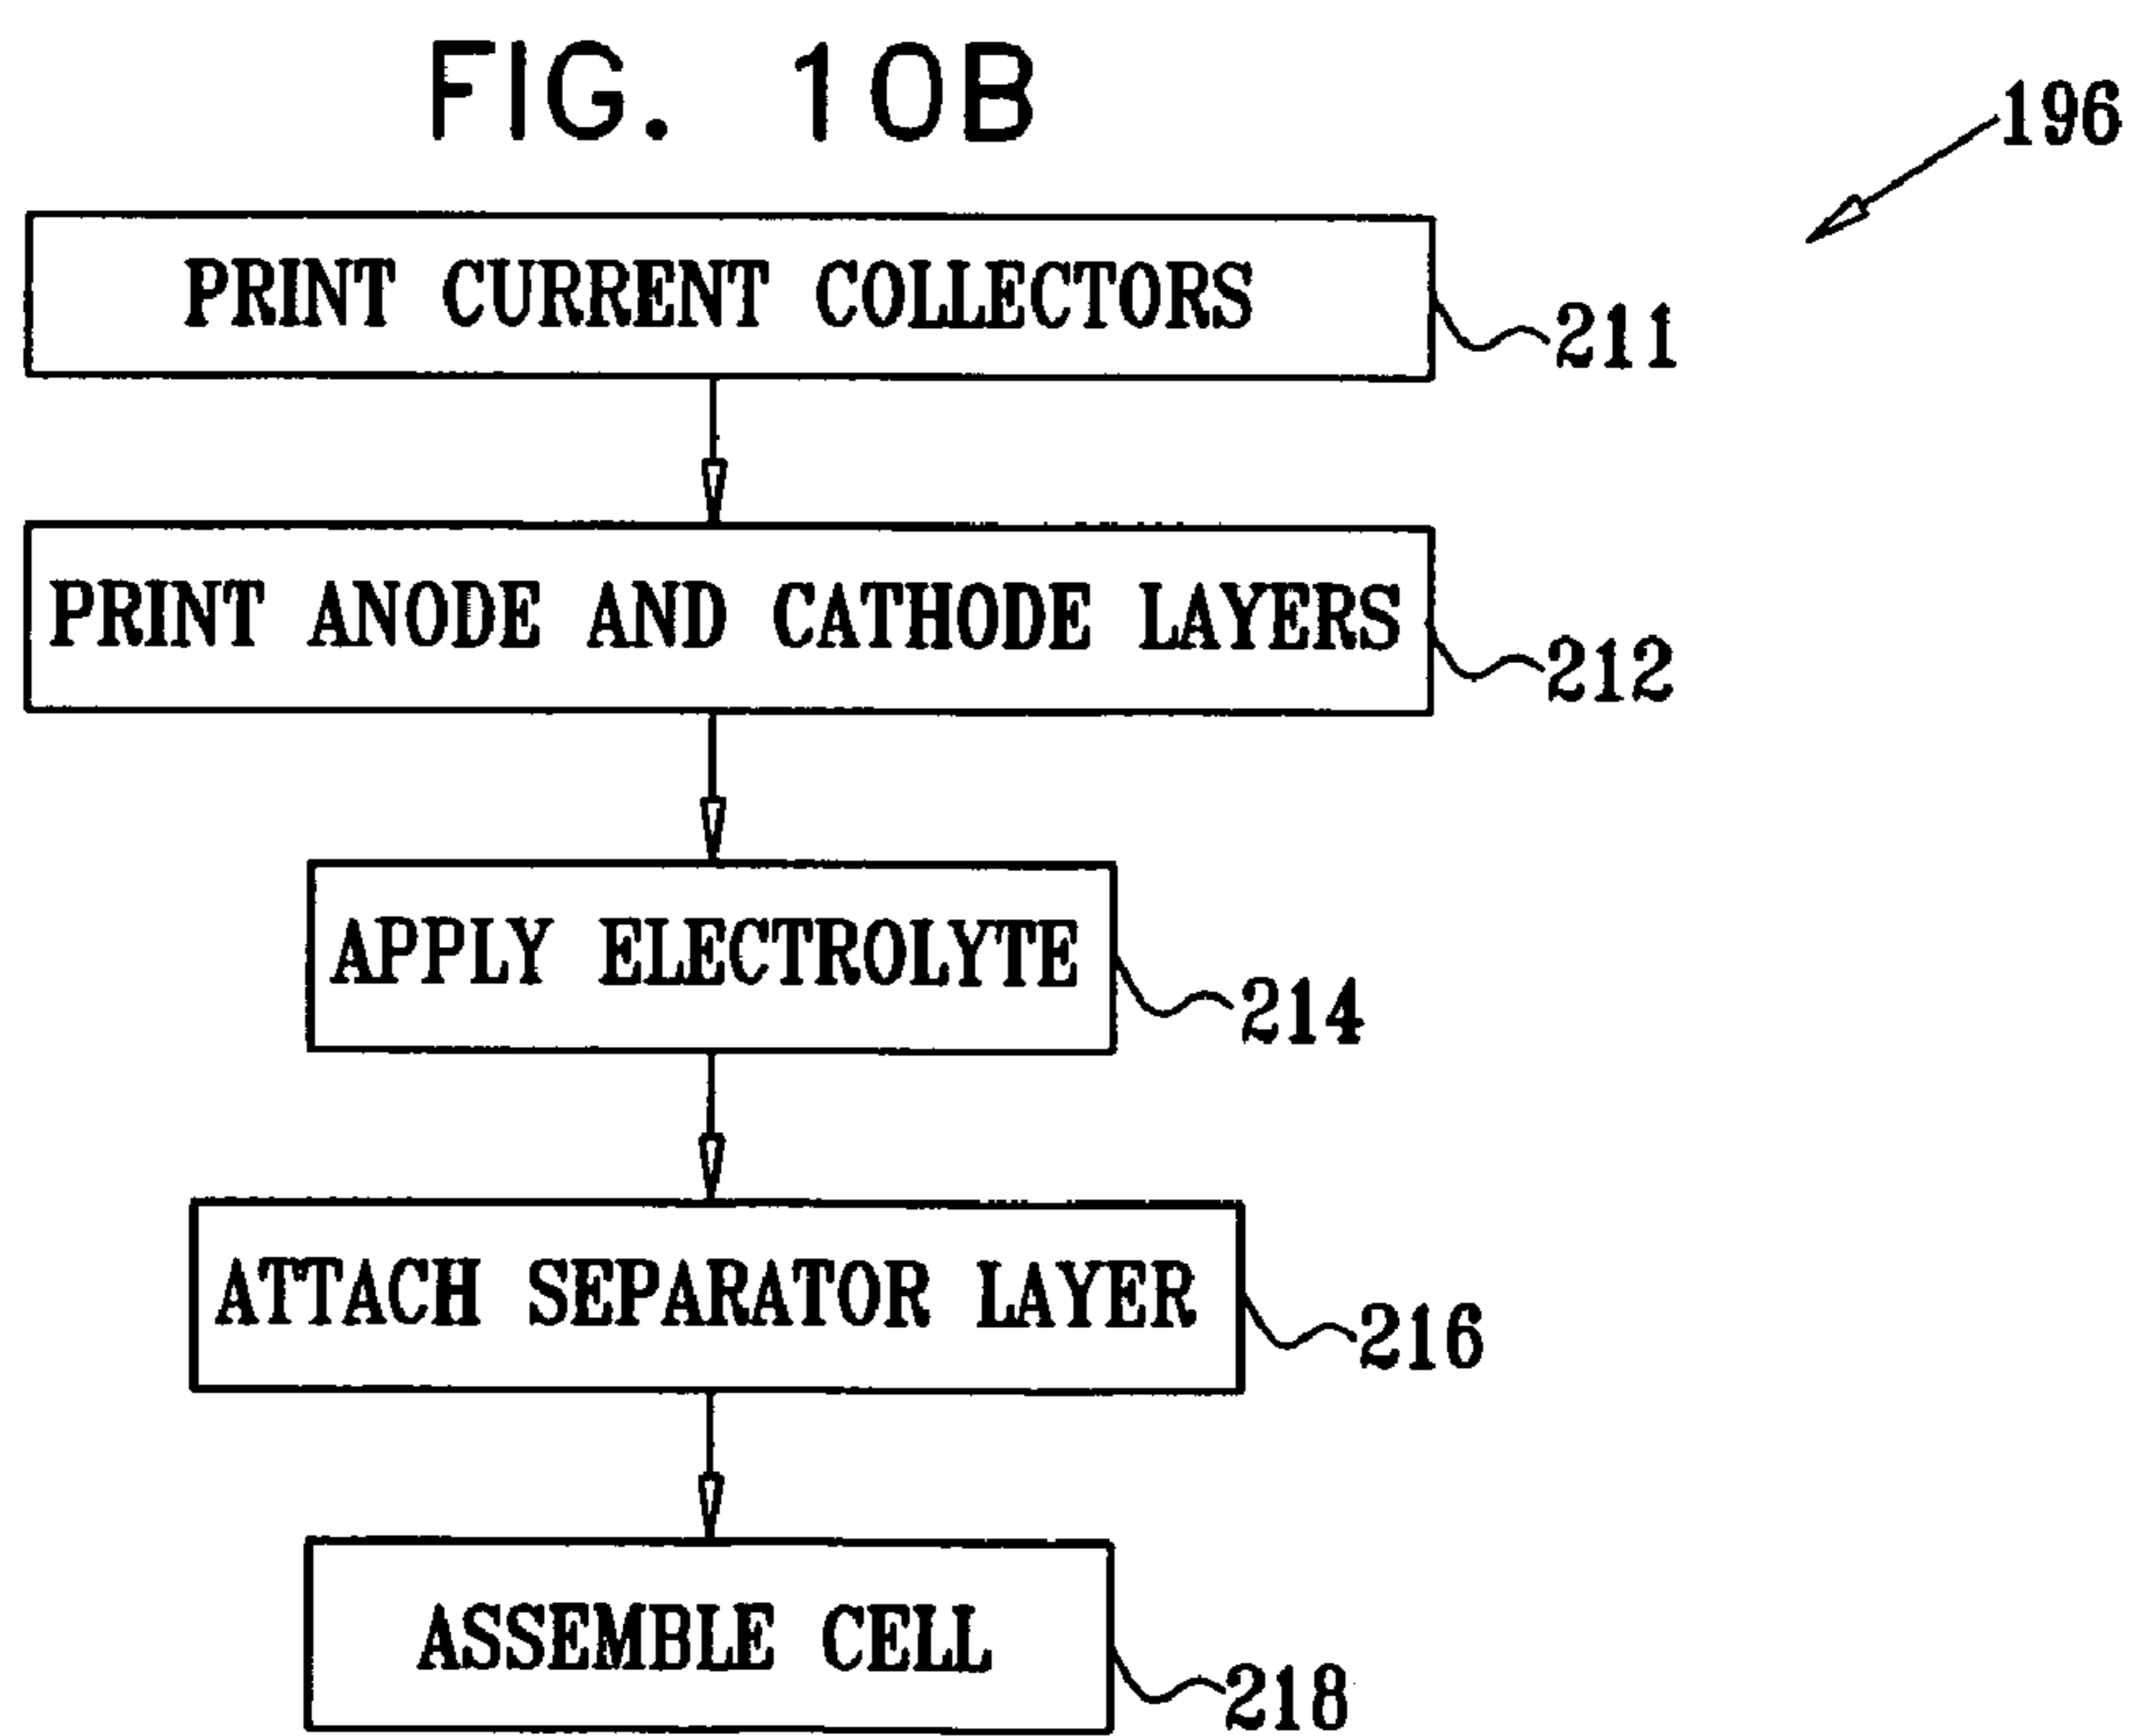 FIG. 10B
196
PRINT CURRENT COLLECTORS
211
PRINT ANODE AND CATHODE LAYERS
212
APPLY ELECTROLYTE
214
ATTACH SEPARATOR LAYER
216
ASSEMBLE CELL
218